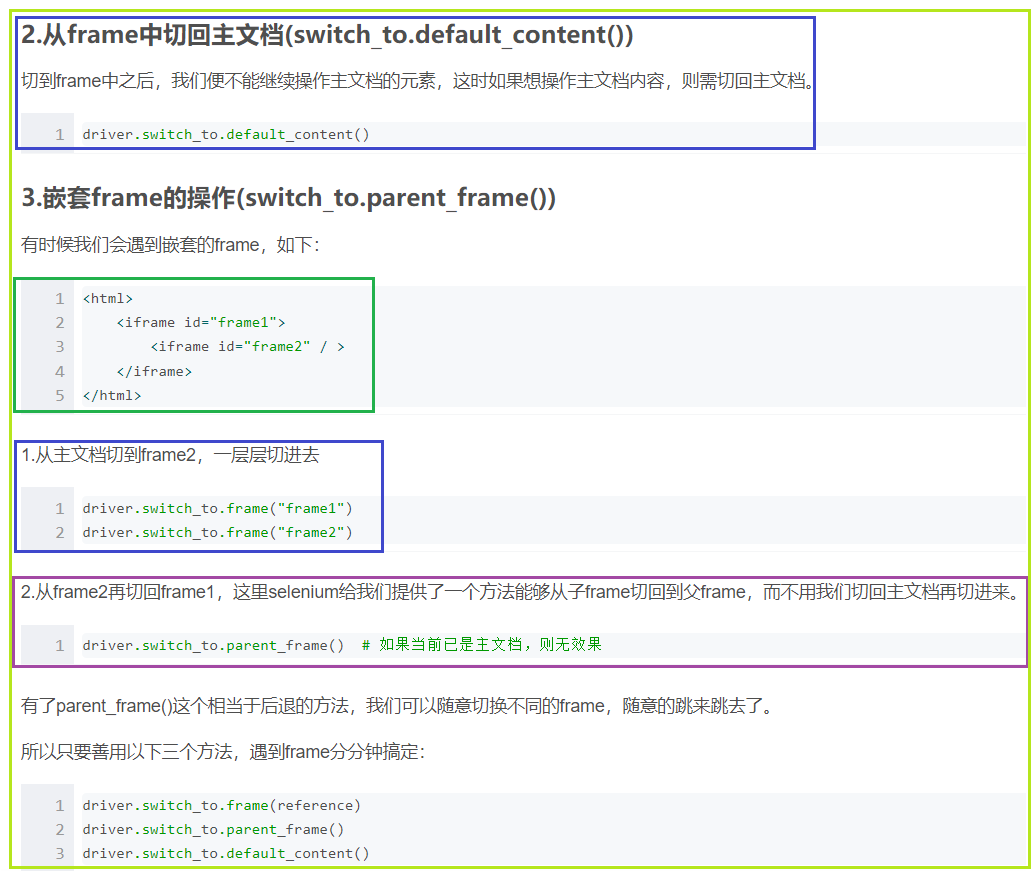 2.从frame中切回主文档(switch_to.default_content())
切到frame中之后，我们便不能继续操作主文档的元素，这时如果想操作主文档内容，则需切回主文档。
1 driver.switch_to.default_content()
3.嵌套frame的操作(switch_to.parent_frame())
有时候我们会遇到嵌套的frame，如下：
1 <html>
2     <iframe id="frame1">
3         <iframe id="frame2" / >
4     </iframe>
5 </html>
1.从主文档切到frame2，一层层切进去
1 driver.switch_to.frame("frame1")
2 driver.switch_to.frame("frame2")
2.从frame2再切回frame1，这里selenium给我们提供了一个方法能够从子frame切回到父frame，而不用我们切回主文档再切进来。
1 driver.switch_to.parent_frame()  # 如果当前已是主文档，则无效果
有了parent_frame()这个相当于后退的方法，我们可以随意切换不同的frame，随意的跳来跳去了。
所以只要善用以下三个方法，遇到frame分分钟搞定：
1 driver.switch_to.frame(reference)
2 driver.switch_to.parent_frame()
3 driver.switch_to.default_content()